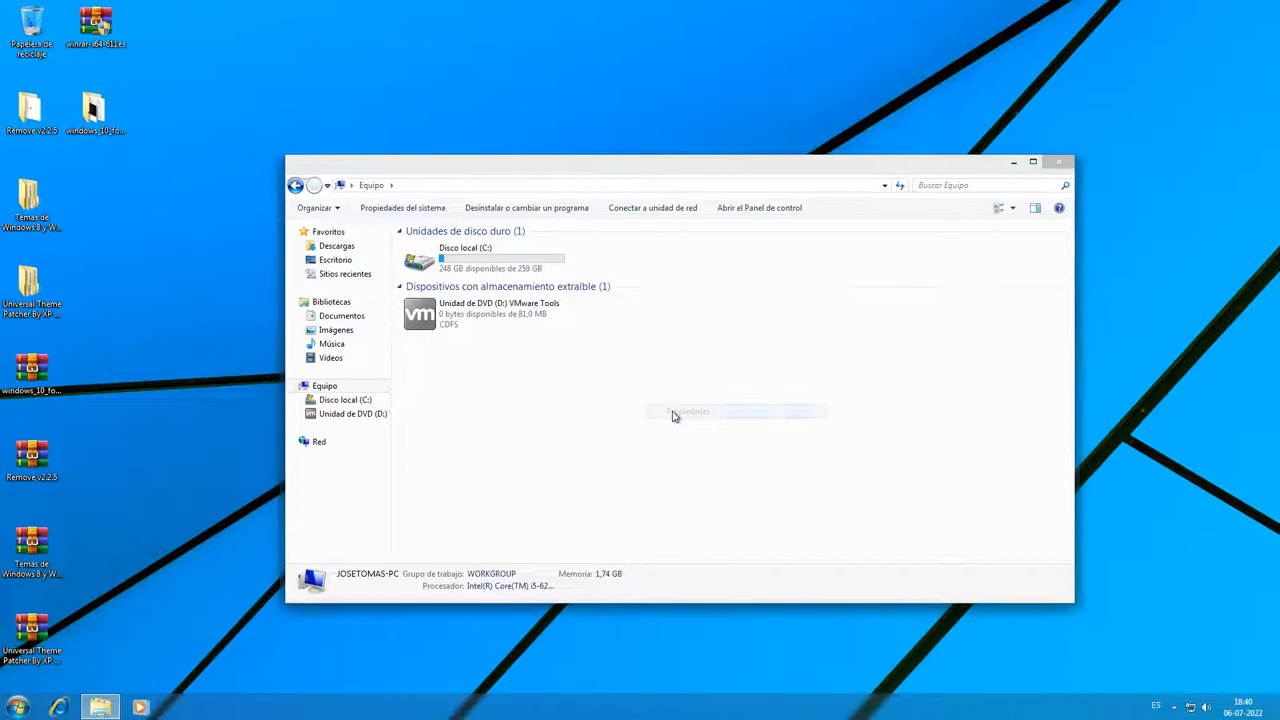 Papelera de
reciclaje
winrar-x64-611es
Remove v2.2.5
windows_10_fo...
Temas de
Windows 8 y W...
Universal Theme
Patcher By XP ...
windows_10_fo...
Remove v2.2.5
Temas de
Windows 8 y W...
Universal Theme
Patcher By XP ...
Equipo
Buscar Equipo
Organizar
Propiedades del sistema
Desinstalar o cambiar un programa
Conectar a unidad de red
Abrir el Panel de control
Favoritos
Descargas
Escritorio
Sitios recientes
Bibliotecas
Documentos
Imágenes
Música
Vídeos
Equipo
Disco local (C:)
Unidad de DVD (D:)
Red
Unidades de disco duro (1)
Disco local (C:)
248 GB disponibles de 259 GB
Dispositivos con almacenamiento extraíble (1)
vm
Unidad de DVD (D:) VMware Tools
0 bytes disponibles de 81,0 MB
CDFS
Propiedades
JOSETOMAS-PC Grupo de trabajo: WORKGROUP Memoria: 1,74 GB
Procesador: Intel(R) Core(TM) i5-62...
ES
18:40
06-07-2022